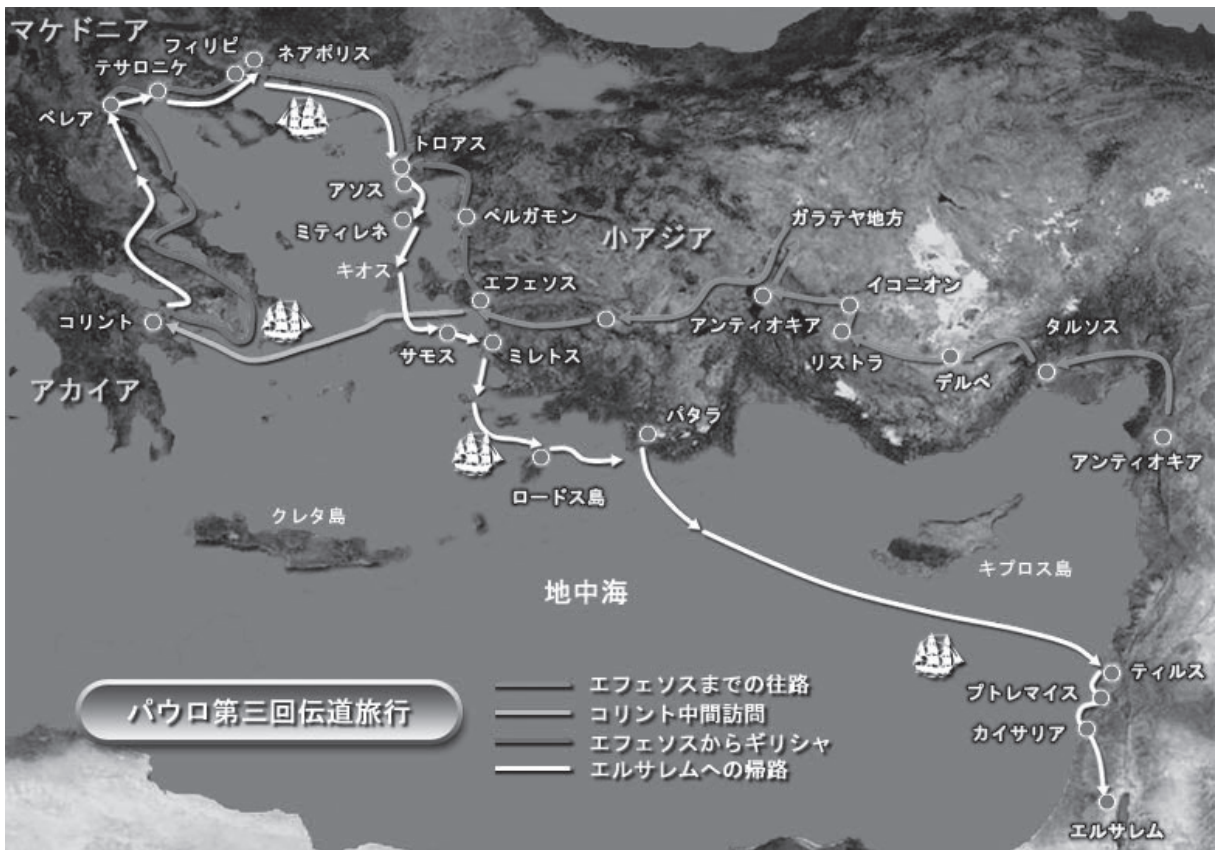 マケドニア
フィリピ
ネアポリス
テサロニケ
ベレア
トロアス
アソス
ペルガモン
ガラテヤ地方
ミティレネ
小アジア
キオス
エフェソス
イコニオン
コリント
アンティオキア
タルソス
サモス
ミレトス
リストラ
デルベ
アカイア
パタラ
アンティオキア
ロードス島
クレタ島
キプロス島
地中海
ティルス
エフェソスまでの往路
プトレマイス
パウロ第三回伝道旅行
コリント中間訪問
カイサリア
エフェソスからギリシャ
エルサレムへの帰路
エルサレム